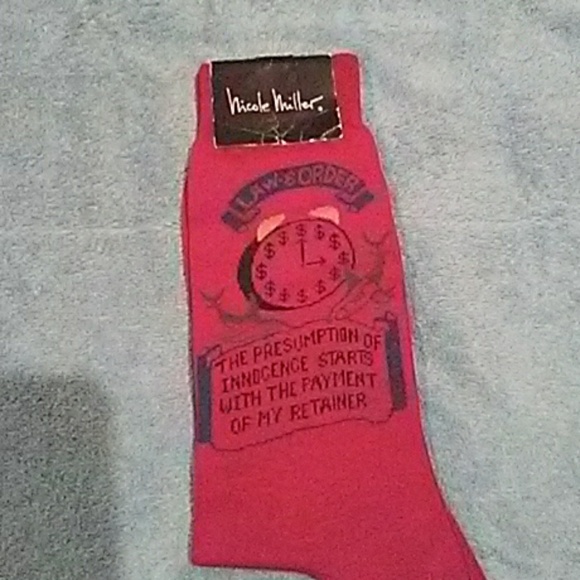 Nicole Miller.
LAW & ORDER
$ $ $ $ $ $ $ $ $ $ $ $
THE PRESUMPTION OF
INNOCENCE STARTS
WITH THE PAYMENT
OF MY RETAINER